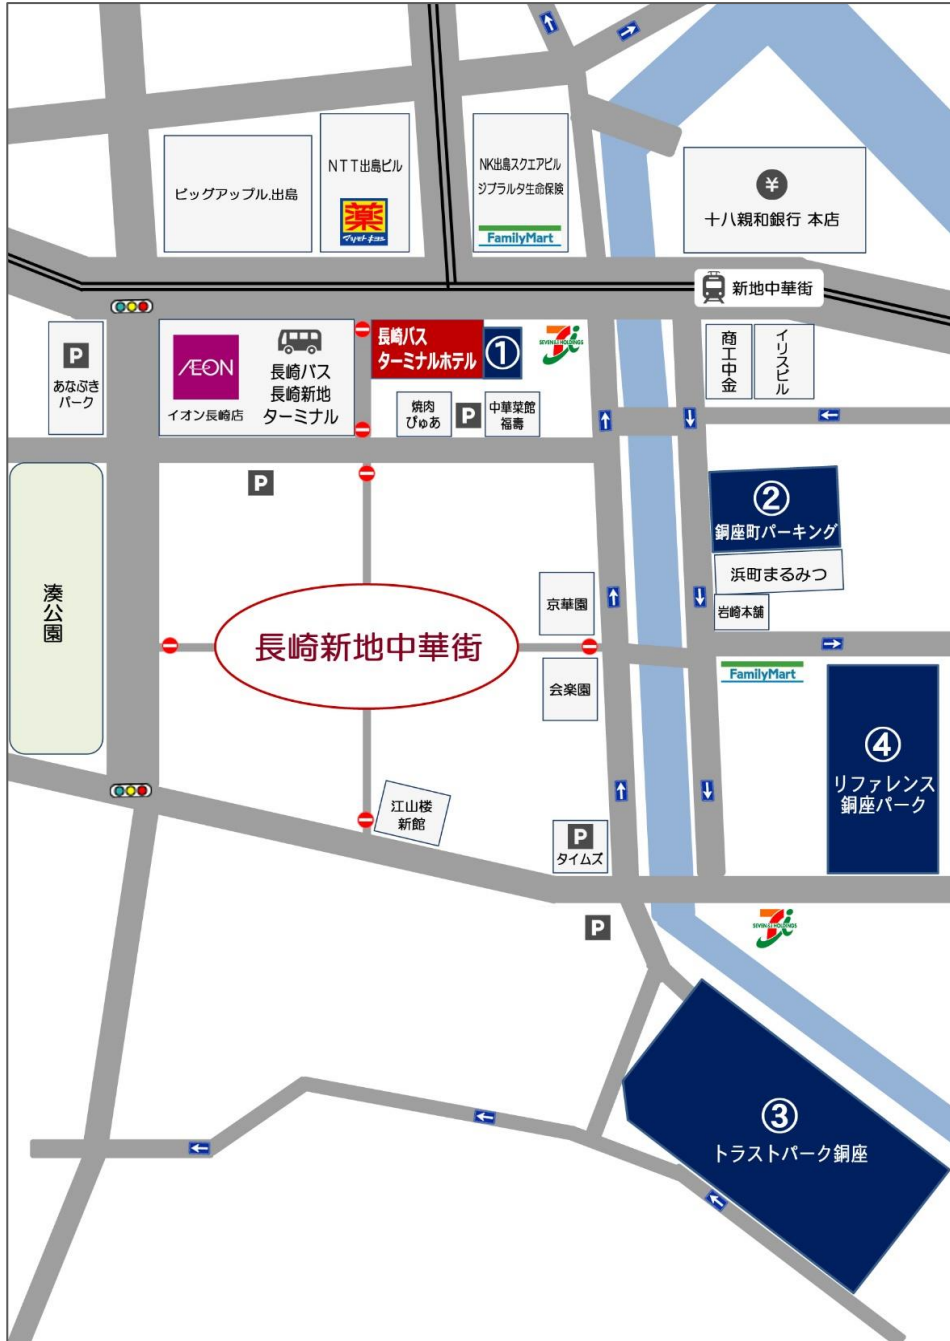 ビッグアップル.出島
NTT出島ビル
薬
マツモトキヨシ
NK出島スクエアビル
ジブラルタ生命保険
FamilyMart
¥
十八親和銀行 本店
新地中華街
P
あなぶき
パーク
AEON
イオン長崎店
長崎バス
長崎新地
ターミナル
長崎バス
ターミナルホテル
①
SEVEN & i HOLDINGS
焼肉
ぴゅあ
P
中華菜館
福壽
商工中金
イリスビル
P
②
銅座町パーキング
浜町まるみつ
岩崎本舗
湊公園
長崎新地中華街
京華園
会楽園
FamilyMart
④
リファレンス
銅座パーク
江山楼
新館
P
タイムズ
P
SEVEN & i HOLDINGS
③
トラストパーク銅座